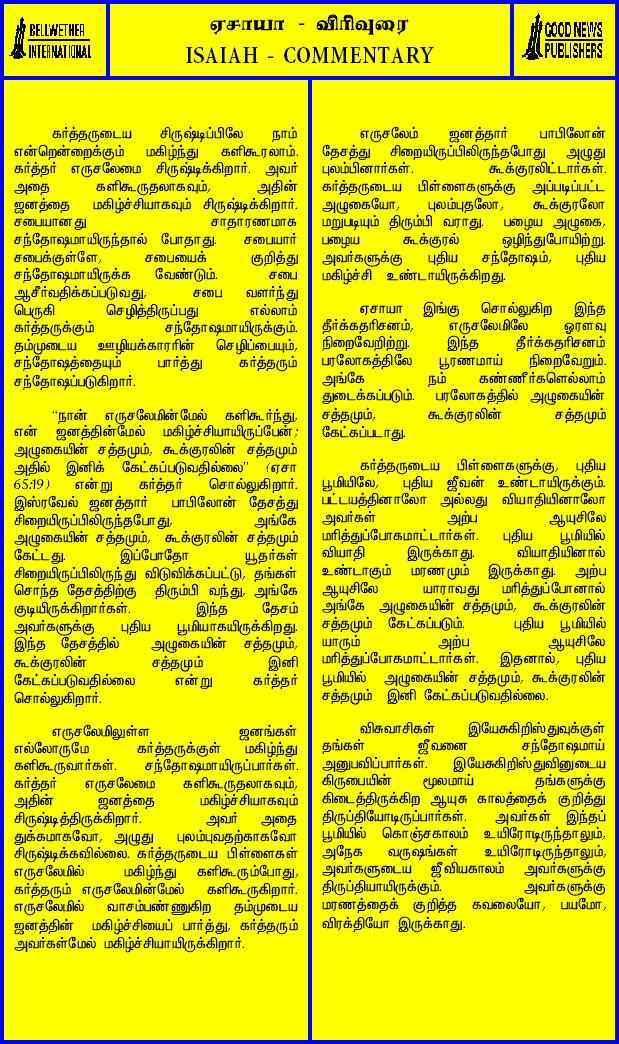 BELLWETHER
INTERNATIONAL
ஏசாயா - விரிவுரை
ISAIAH - COMMENTARY
GOOD NEWS
PUBLISHERS
கர்த்தருடைய சிருஷ்டிப்பிலே நாம்
என்றென்றைக்கும் மகிழ்ந்து களிகூரலாம்.
கர்த்தர் எருசலேமை சிருஷ்டிக்கிறார். அவர்
அதை களிகூருதலாகவும், அதின்
ஜனத்தை மகிழ்ச்சியாகவும் சிருஷ்டிக்கிறார்.
சபையானது சாதாரணமாக
சந்தோஷமாயிருந்தால் போதாது. சபையார்
சபைக்குள்ளே, சபையைக் குறித்து
சந்தோஷமாயிருக்க வேண்டும். சபை
ஆசீர்வதிக்கப்படுவது, சபை வளர்ந்து
பெருகி செழித்திருப்பது எல்லாம்
கர்த்தருக்கும் சந்தோஷமாயிருக்கும்.
தம்முடைய ஊழியக்காரரின் செழிப்பையும்,
சந்தோஷத்தையும் பார்த்து கர்த்தரும்
சந்தோஷப்படுகிறார்.
“நான் எருசலேமின்மேல் களிகூர்ந்து,
என் ஜனத்தின்மேல் மகிழ்ச்சியாயிருப்பேன்;
அழுகையின் சத்தமும், கூக்குரலின் சத்தமும்
அதில் இனிக் கேட்கப்படுவதில்லை” (ஏசா
65:19) என்று கர்த்தர் சொல்லுகிறார்.
இஸ்ரவேல் ஜனத்தார் பாபிலோன் தேசத்து
சிறையிருப்பிலிருந்தபோது, அங்கே
அழுகையின் சத்தமும், கூக்குரலின் சத்தமும்
கேட்டது. இப்போதோ யூதர்கள்
சிறையிருப்பிலிருந்து விடுவிக்கப்பட்டு, தங்கள்
சொந்த தேசத்திற்கு திரும்பி வந்து, அங்கே
குடியிருக்கிறார்கள். இந்த தேசம்
அவர்களுக்கு புதிய பூமியாகயிருக்கிறது.
இந்த தேசத்தில் அழுகையின் சத்தமும்,
கூக்குரலின் சத்தமும் இனி
கேட்கப்படுவதில்லை என்று கர்த்தர்
சொல்லுகிறார்.
எருசலேமிலுள்ள ஜனங்கள்
எல்லோருமே கர்த்தருக்குள் மகிழ்ந்து
களிகூருவார்கள். சந்தோஷமாயிருப்பார்கள்.
கர்த்தர் எருசலேமை களிகூருதலாகவும்,
அதின் ஜனத்தை மகிழ்ச்சியாகவும்
சிருஷ்டித்திருக்கிறார். அவர் அதை
துக்கமாகவோ, அழுது புலம்புவதற்காகவோ
சிருஷ்டிக்கவில்லை. கர்த்தருடைய பிள்ளைகள்
எருசலேமில் மகிழ்ந்து களிகூரும்போது,
கர்த்தரும் எருசலேமின்மேல் களிகூருகிறார்.
எருசலேமில் வாசம்பண்ணுகிற தம்முடைய
ஜனத்தின் மகிழ்ச்சியைப் பார்த்து, கர்த்தரும்
அவர்கள்மேல் மகிழ்ச்சியாயிருக்கிறார்.
எருசலேம் ஜனத்தார் பாபிலோன்
தேசத்து சிறையிருப்பிலிருந்தபோது அழுது
புலம்பினார்கள். கூக்குரலிட்டார்கள்.
கர்த்தருடைய பிள்ளைகளுக்கு அப்படிப்பட்ட
அழுகையோ, புலம்புதலோ, கூக்குரலோ
மறுபடியும் திரும்பி வராது. பழைய அழுகை,
பழைய கூக்குரல் ஒழிந்துபோயிற்று.
அவர்களுக்கு புதிய சந்தோஷம், புதிய
மகிழ்ச்சி உண்டாயிருக்கிறது.
ஏசாயா இங்கு சொல்லுகிற இந்த
தீர்க்கதரிசனம், எருசலேமிலே ஓரளவு
நிறைவேறிற்று. இந்த தீர்க்கதரிசனம்
பரலோகத்திலே பூரணமாய் நிறைவேறும்.
அங்கே நம் கண்ணீர்களெல்லாம்
துடைக்கப்படும். பரலோகத்தில் அழுகையின்
சத்தமும், கூக்குரலின் சத்தமும்
கேட்கப்படாது.
கர்த்தருடைய பிள்ளைகளுக்கு, புதிய
பூமியிலே, புதிய ஜீவன் உண்டாயிருக்கும்.
பட்டயத்தினாலோ அல்லது வியாதியினாலோ
அவர்கள் அற்ப ஆயுசிலே
மரித்துப்போகமாட்டார்கள். புதிய பூமியில்
வியாதி இருக்காது. வியாதியினால்
உண்டாகும் மரணமும் இருக்காது. அற்ப
ஆயுசிலே யாராவது மரித்துப்போனால்
அங்கே அழுகையின் சத்தமும், கூக்குரலின்
சத்தமும் கேட்கப்படும். புதிய பூமியில்
யாரும் அற்ப ஆயுசிலே
மரித்துப்போகமாட்டார்கள். இதனால், புதிய
பூமியில் அழுகையின் சத்தமும், கூக்குரலின்
சத்தமும் இனி கேட்கப்படுவதில்லை.
விசுவாசிகள் இயேசுகிறிஸ்துவுக்குள்
தங்கள் ஜீவனை சந்தோஷமாய்
அனுபவிப்பார்கள். இயேசுகிறிஸ்துவினுடைய
கிருபையின் மூலமாய் தங்களுக்கு
கிடைத்திருக்கிற ஆயுசு காலத்தைக் குறித்து
திருப்தியோடிருப்பார்கள். அவர்கள் இந்தப்
பூமியில் கொஞ்சகாலம் உயிரோடிருந்தாலும்,
அநேக வருஷங்கள் உயிரோடிருந்தாலும்,
அவர்களுடைய ஜீவியகாலம் அவர்களுக்கு
திருப்தியாயிருக்கும். அவர்களுக்கு
மரணத்தைக் குறித்த கவலையோ, பயமோ,
விரக்தியோ இருக்காது.